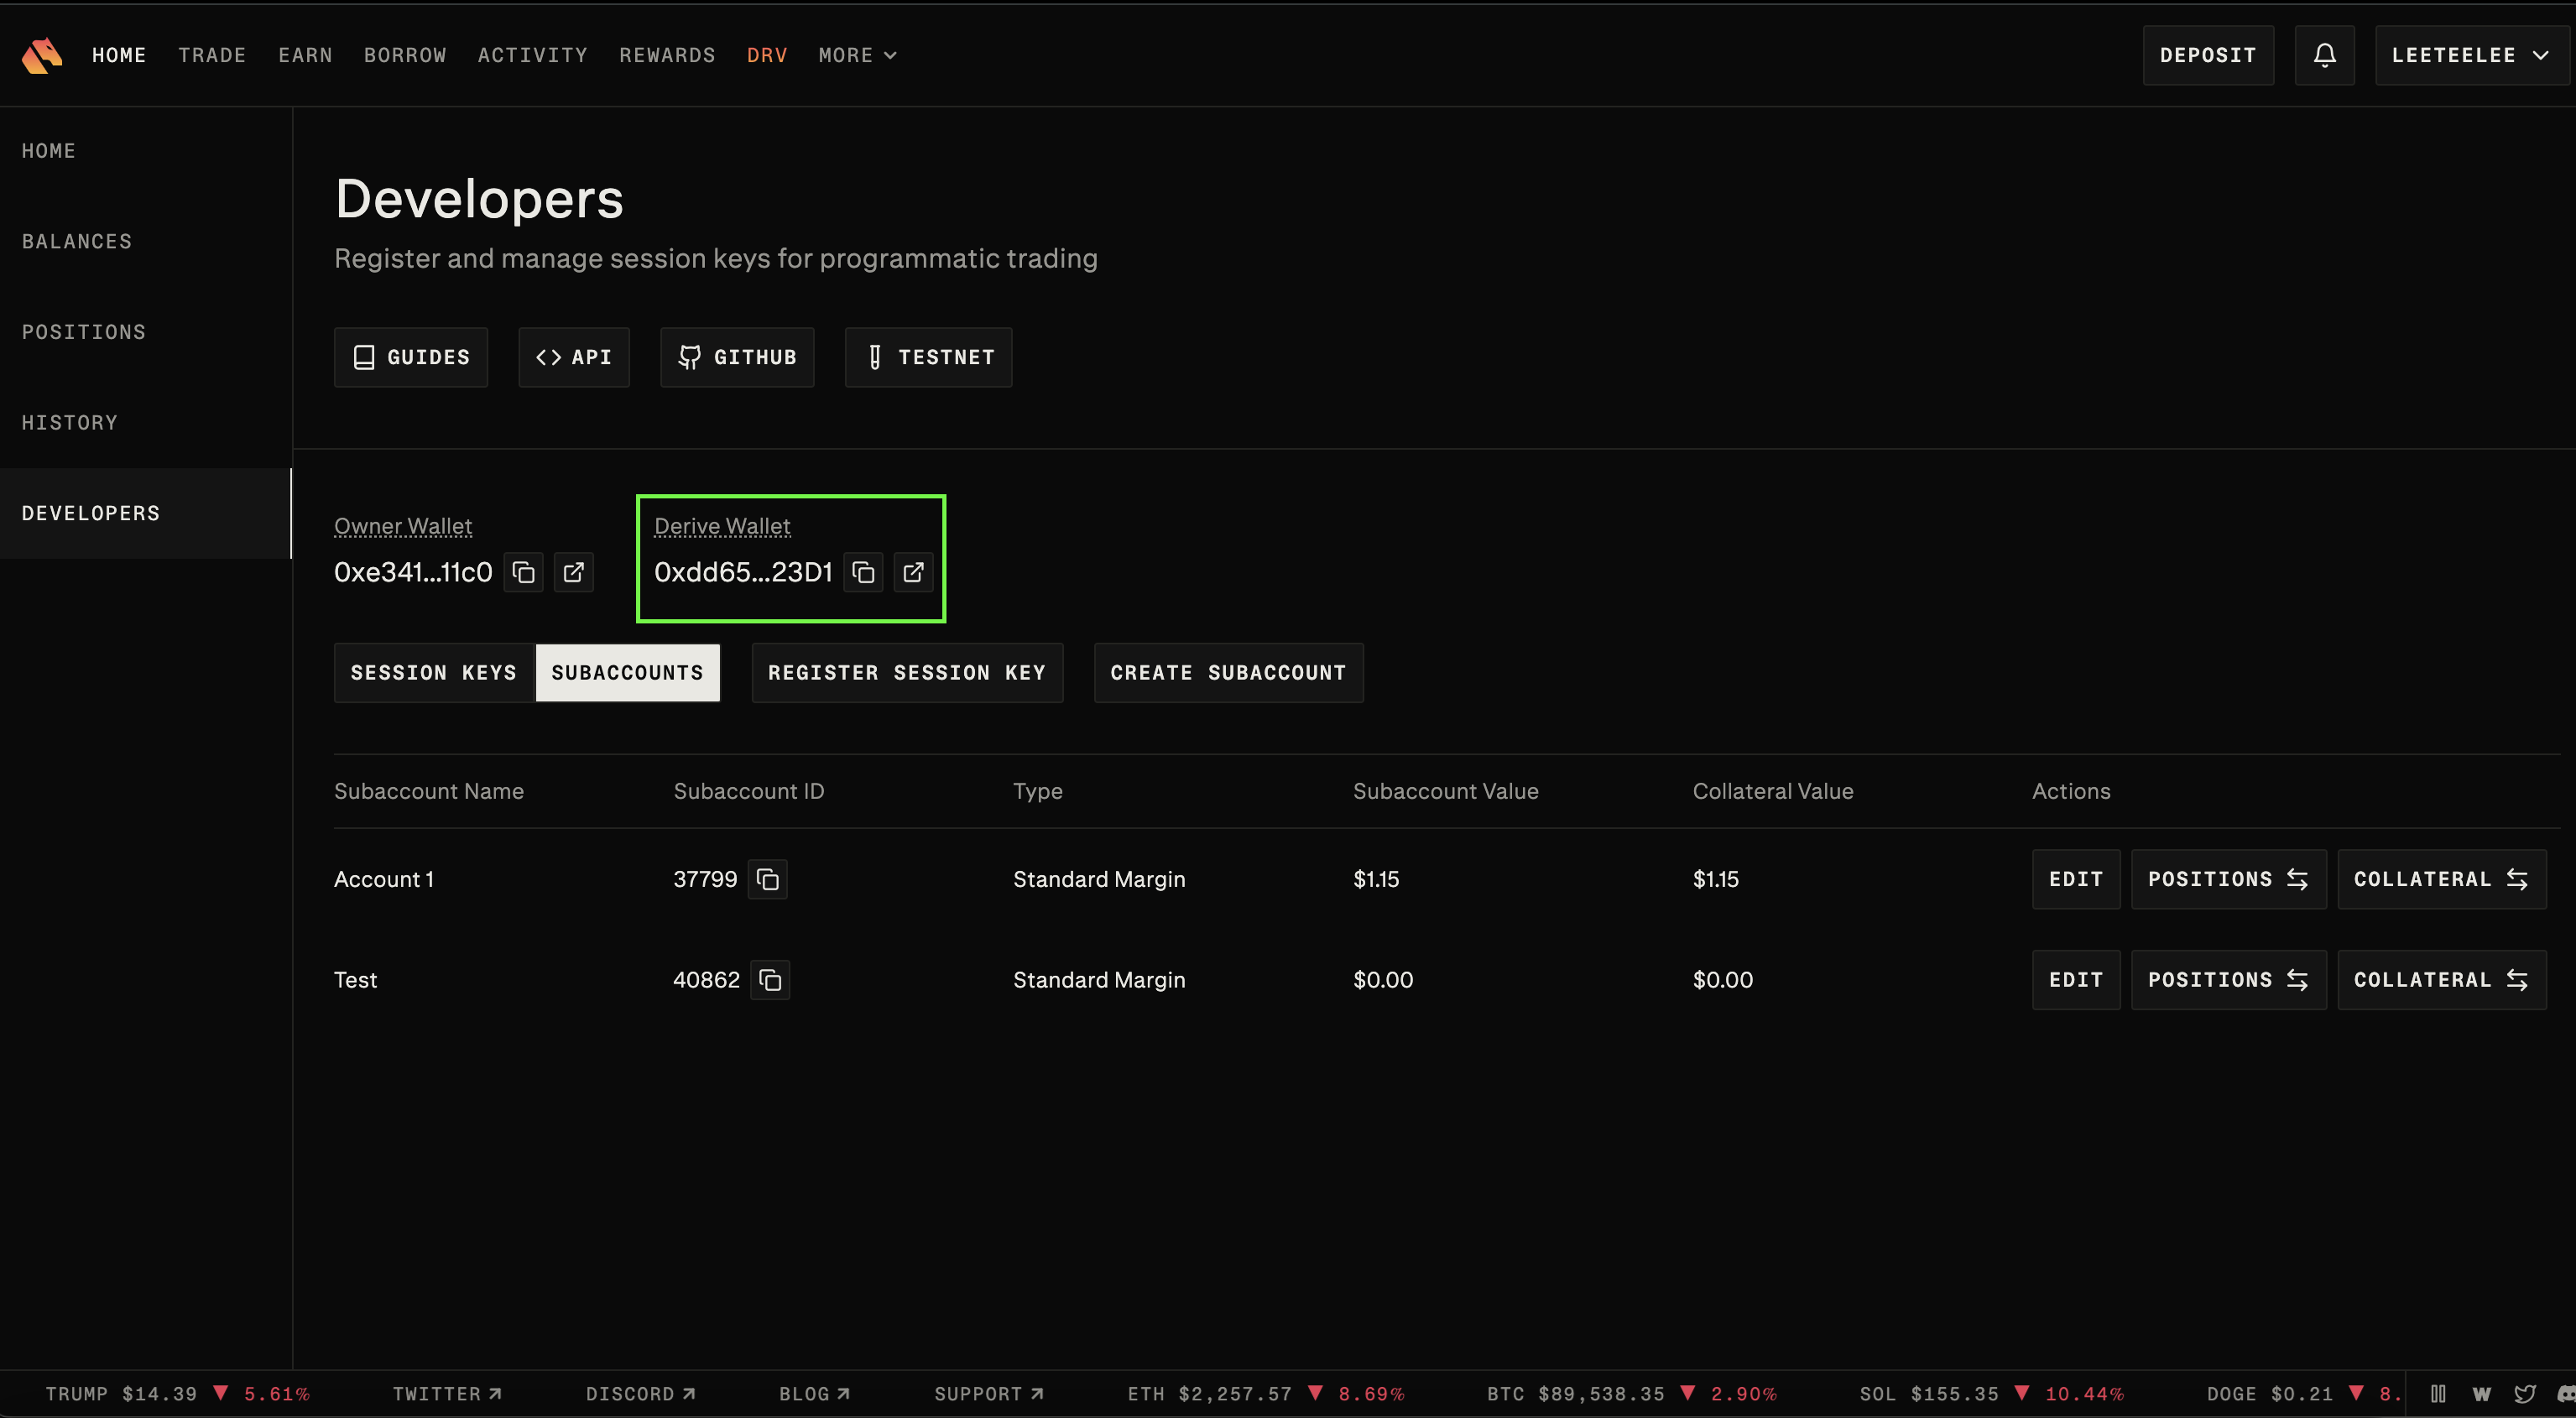 HOME TRADE EARN BORROW ACTIVITY REWARDS DRV MORE DEPOSIT LEETEELEE
HOME
BALANCES
POSITIONS
HISTORY
DEVELOPERS
Developers
Register and manage session keys for programmatic trading
GUIDES API GITHUB TESTNET
Owner Wallet Derive Wallet
0xe341...11c0 0xdd65...23D1
SESSION KEYS SUBACCOUNTS REGISTER SESSION KEY CREATE SUBACCOUNT
Subaccount Name Subaccount ID Type Subaccount Value Collateral Value Actions
Account 1 37799 Standard Margin $1.15 $1.15 EDIT POSITIONS COLLATERAL
Test 40862 Standard Margin $0.00 $0.00 EDIT POSITIONS COLLATERAL
TRUMP $14.39 ▼ 5.61% TWITTER DISCORD BLOG SUPPORT ETH $2,257.57 ▼ 8.69% BTC $89,538.35 ▼ 2.90% SOL $155.35 ▼ 10.44% DOGE $0.21 ▼ 8.